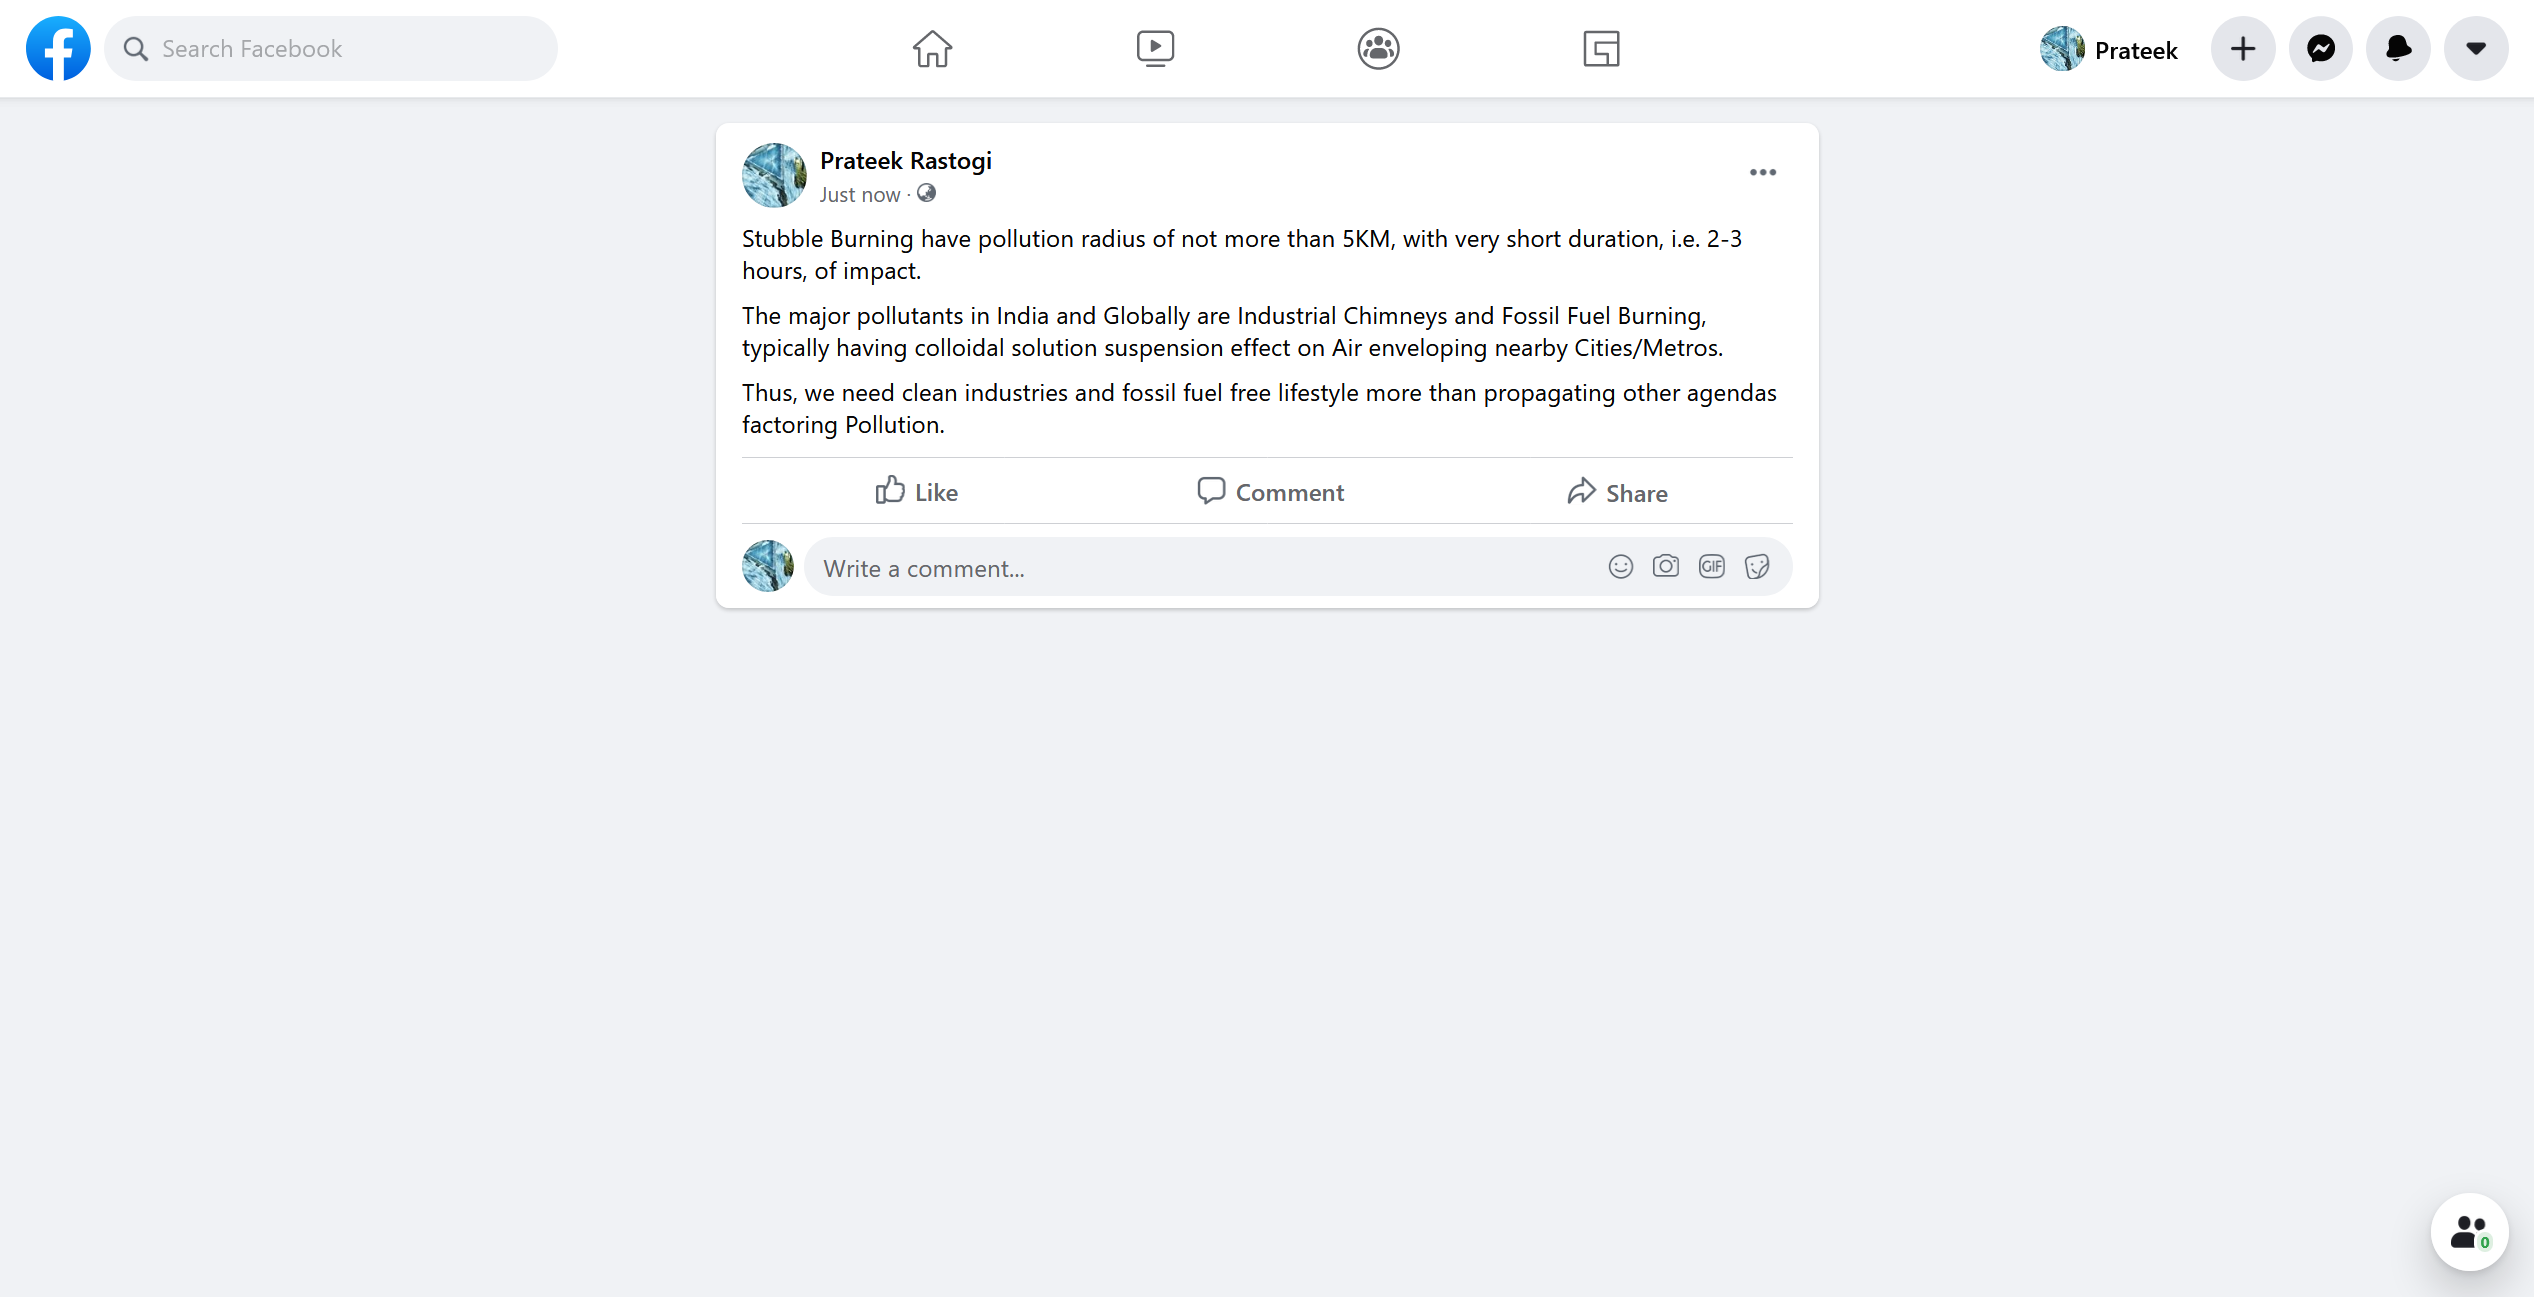 Search Facebook
Prateek
Prateek Rastogi
Just now ·
Stubble Burning have pollution radius of not more than 5KM, with very short duration, i.e. 2-3
hours, of impact.
The major pollutants in India and Globally are Industrial Chimneys and Fossil Fuel Burning,
typically having colloidal solution suspension effect on Air enveloping nearby Cities/Metros.
Thus, we need clean industries and fossil fuel free lifestyle more than propagating other agendas
factoring Pollution.
Like Comment Share
Write a comment... GIF
0